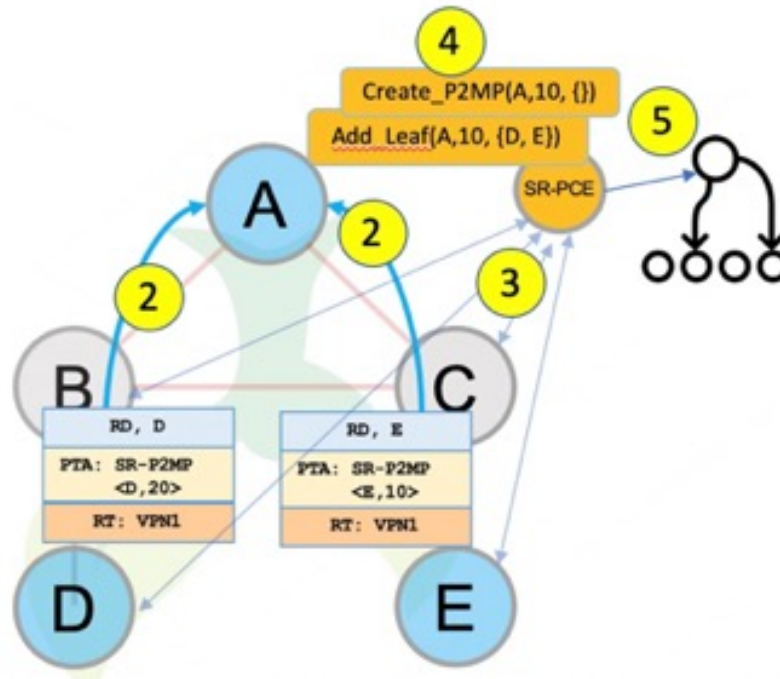 4
Create_P2MP(A,10, {})
Add_Leaf(A,10, {D, E})
5
SR-PCE
A
2
2
3
B
C
RD, D
PTA: SR-P2MP
<D,20>
RT: VPN1
RD, E
PTA: SR-P2MP
<E,10>
RT: VPN1
D
E